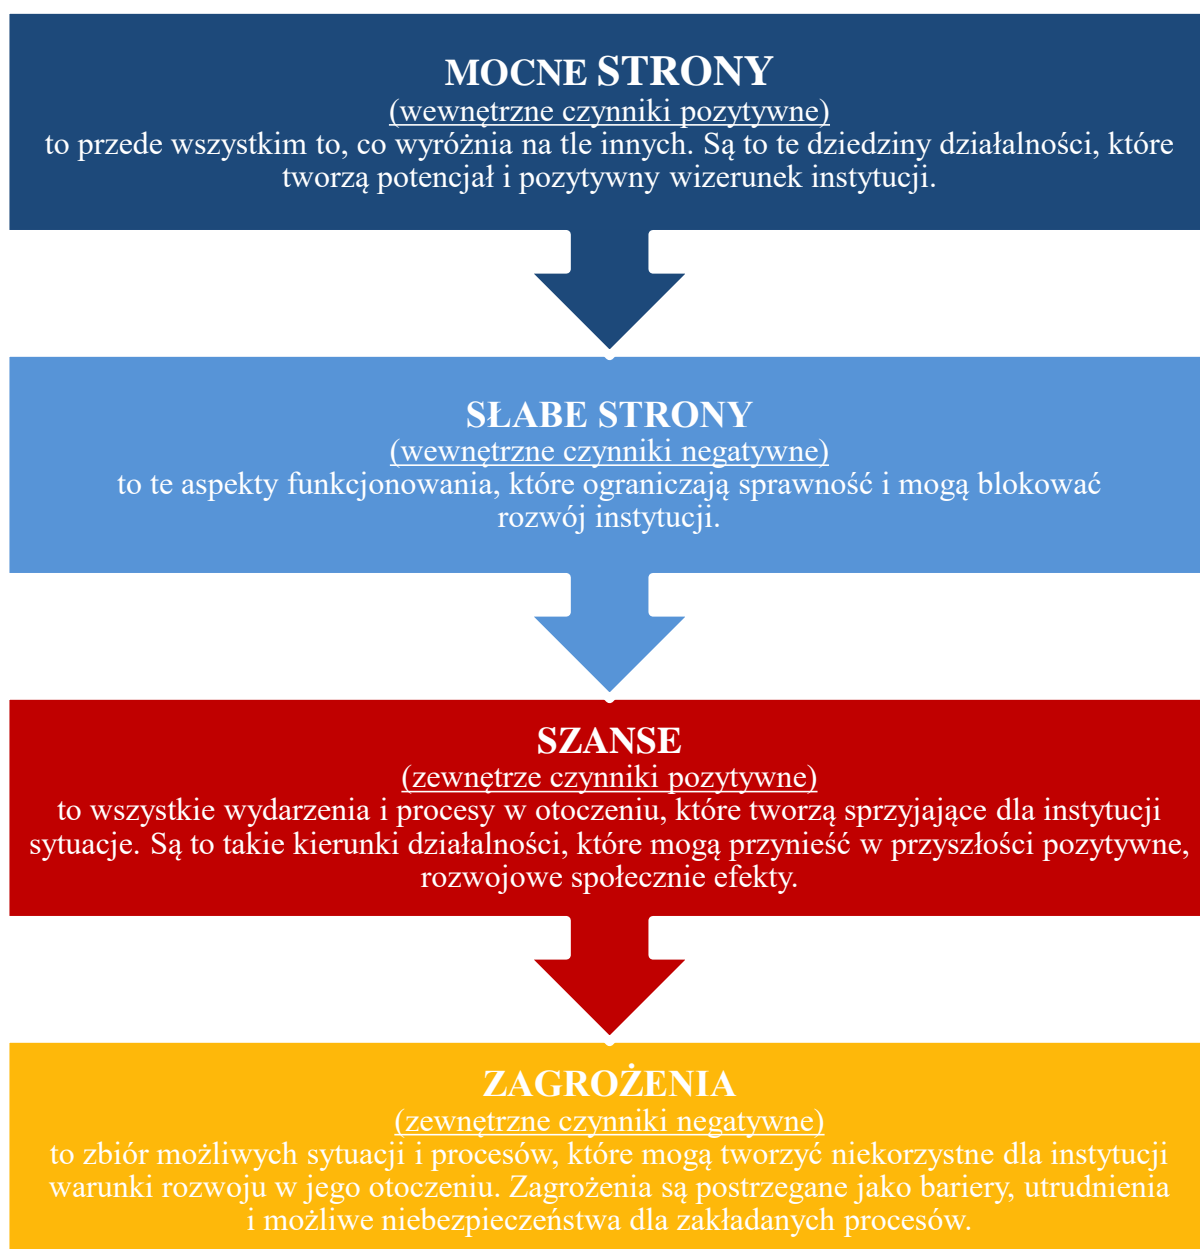 MOCNE STRONY
(wewnętrzne czynniki pozytywne)
to przede wszystkim to, co wyróżnia na tle innych. Są to te dziedziny działalności, które
tworzą potencjał i pozytywny wizerunek instytucji.
SŁABE STRONY
(wewnętrzne czynniki negatywne)
to te aspekty funkcjonowania, które ograniczają sprawność i mogą blokować
rozwój instytucji.
SZANSE
(zewnętrze czynniki pozytywne)
to wszystkie wydarzenia i procesy w otoczeniu, które tworzą sprzyjające dla instytucji
sytuacje. Są to takie kierunki działalności, które mogą przynieść w przyszłości pozytywne,
rozwojowe społecznie efekty.
ZAGROŻENIA
(zewnętrzne czynniki negatywne)
to zbiór możliwych sytuacji i procesów, które mogą tworzyć niekorzystne dla instytucji
warunki rozwoju w jego otoczeniu. Zagrożenia są postrzegane jako bariery, utrudnienia
i możliwe niebezpieczeństwa dla zakładanych procesów.